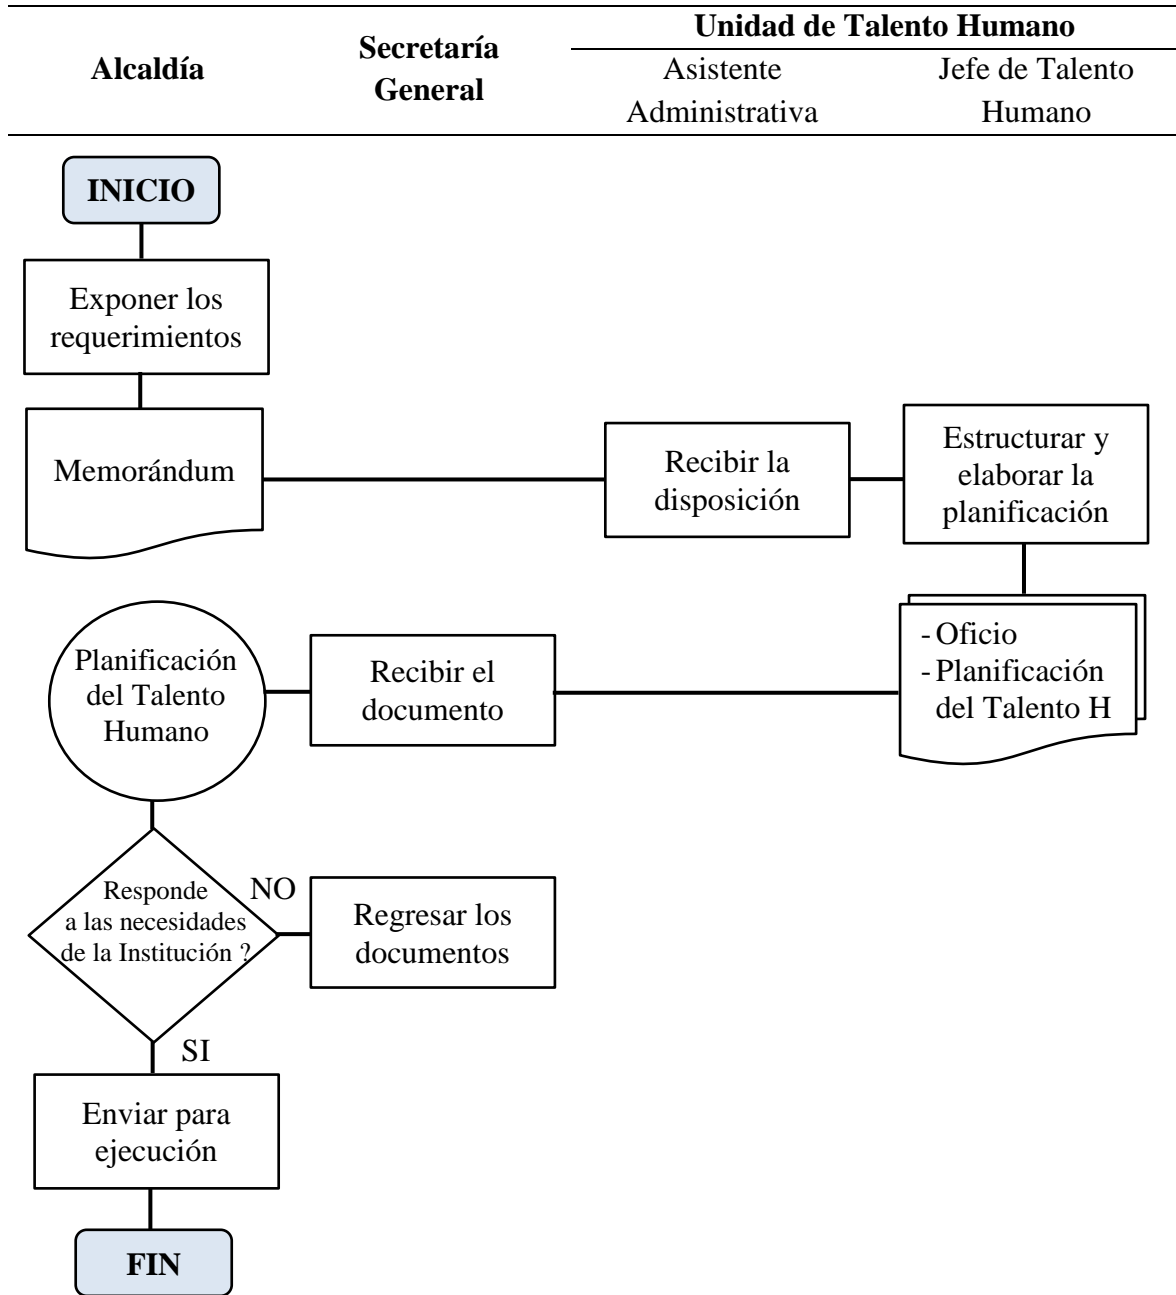 Alcaldía
Secretaría
General
Unidad de Talento Humano
Asistente
Administrativa
Jefe de Talento
Humano
INICIO
Exponer los
requerimientos
Memorándum
Recibir la
disposición
Estructurar y
elaborar la
planificación
- Oficio
- Planificación
del Talento H
Recibir el
documento
Planificación
del Talento
Humano
Responde
a las necesidades
de la Institución ?
NO
Regresar los
documentos
SI
Enviar para
ejecución
FIN